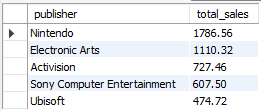 publisher total_sales
Nintendo 1786.56
Electronic Arts 1110.32
Activision 727.46
Sony Computer Entertainment 607.50
Ubisoft 474.72